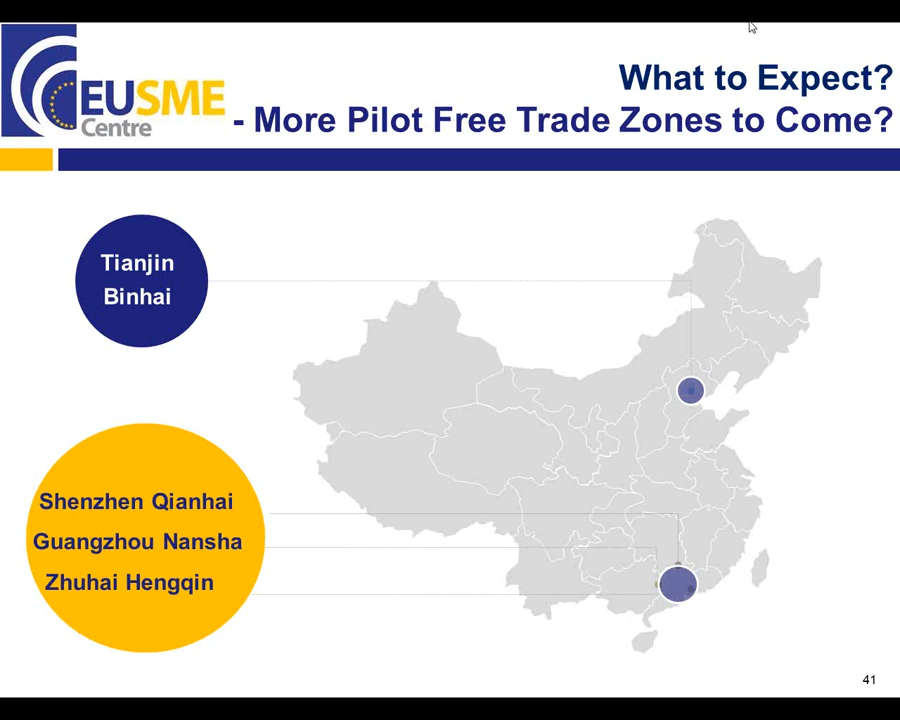 EUSME
Centre
What to Expect?
- More Pilot Free Trade Zones to Come?
Tianjin
Binhai
Shenzhen Qianhai
Guangzhou Nansha
Zhuhai Hengqin
41